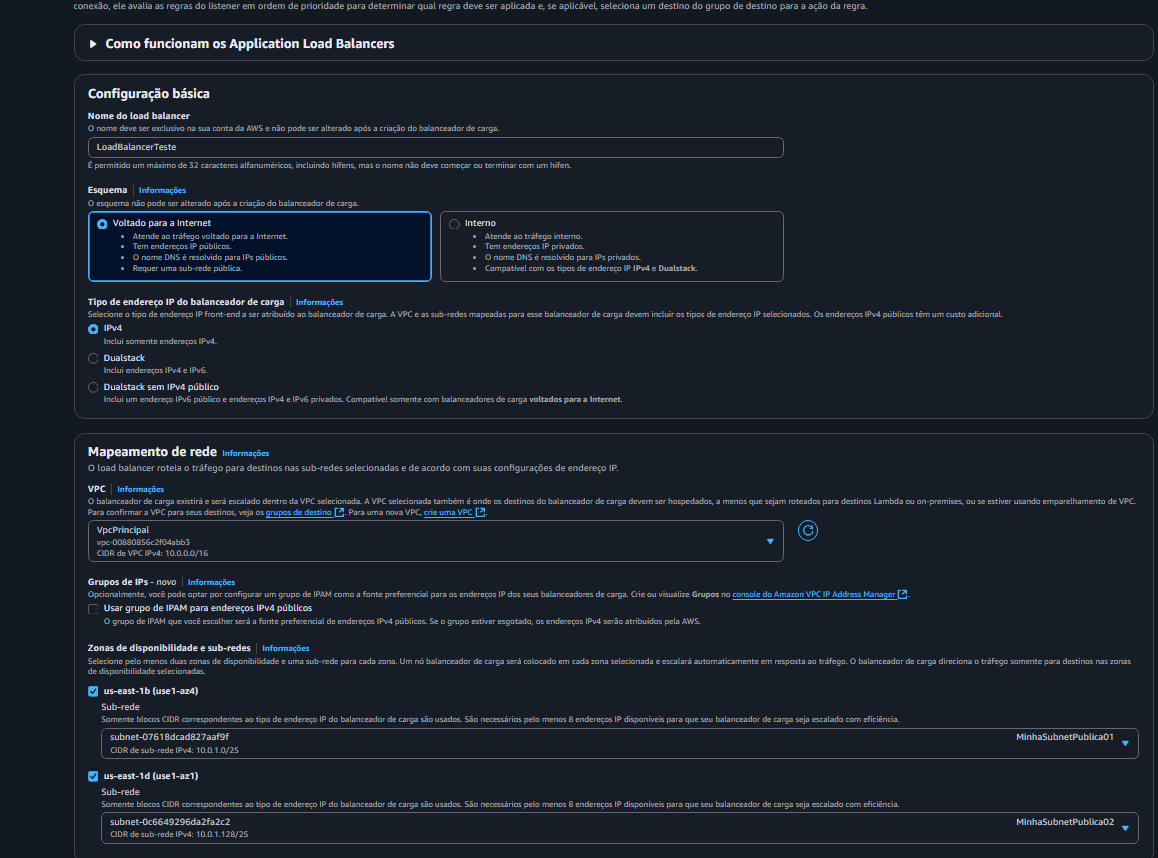 conexão, ele avalia as regras do listener em ordem de prioridade para determinar qual regra deve ser aplicada e, se aplicável, seleciona um destino do grupo de destino para a ação da regra.
Como funcionam os Application Load Balancers
Configuração básica
Nome do load balancer
O nome deve ser exclusivo na sua conta da AWS e não pode ser alterado após a criação do balanceador de carga.
LoadBalancerTeste
É permitido um máximo de 32 caracteres alfanuméricos, incluindo hífens, mas o nome não deve começar ou terminar com um hífen.
Esquema | Informações
O esquema não pode ser alterado após a criação do balanceador de carga.
Voltado para a Internet
• Atende ao tráfego voltado para a Internet.
• Tem endereços IP públicos.
• O nome DNS é resolvido para IPs públicos.
• Requer uma sub-rede pública.
Interno
• Atende ao tráfego interno.
• Tem endereços IP privados.
• O nome DNS é resolvido para IPs privados.
• Compatível com os tipos de endereço IP IPv4 e Dualstack.
Tipo de endereço IP do balanceador de carga | Informações
Selecione o tipo de endereço IP front-end a ser atribuído ao balanceador de carga. A VPC e as sub-redes mapeadas para esse balanceador de carga devem incluir os tipos de endereço IP selecionados. Os endereços IPv4 públicos têm um custo adicional.
IPv4
Inclui somente endereços IPv4.
Dualstack
Inclui endereços IPv4 e IPv6.
Dualstack sem IPv4 público
Inclui um endereço IPv6 público e endereços IPv4 e IPv6 privados. Compatível somente com balanceadores de carga voltados para a Internet.
Mapeamento de rede Informações
O load balancer roteia o tráfego para destinos nas sub-redes selecionadas e de acordo com suas configurações de endereço IP.
VPC | Informações
O balanceador de carga existirá e será escalado dentro da VPC selecionada. A VPC selecionada também é onde os destinos do balanceador de carga devem ser hospedados, a menos que sejam roteados para destinos Lambda ou on-premises, ou se estiver usando emparelhamento de VPC.
Para confirmar a VPC para seus destinos, veja os grupos de destino. Para uma nova VPC, crie uma VPC.
VpcPrincipal
vpc-00880856c2f04abb3
CIDR de VPC IPv4: 10.0.0.0/16
Grupos de IPs - novo | Informações
Opcionalmente, você pode optar por configurar um grupo de IPAM como a fonte preferencial para os endereços IP dos seus balanceadores de carga. Crie ou visualize Grupos no console do Amazon VPC IP Address Manager.
Usar grupo de IPAM para endereços IPv4 públicos
O grupo de IPAM que você escolher será a fonte preferencial de endereços IPv4 públicos. Se o grupo estiver esgotado, os endereços IPv4 serão atribuídos pela AWS.
Zonas de disponibilidade e sub-redes | Informações
Selecione pelo menos duas zonas de disponibilidade e uma sub-rede para cada zona. Um nó balanceador de carga será colocado em cada zona selecionada e escalará automaticamente em resposta ao tráfego. O balanceador de carga direciona o tráfego somente para destinos nas zonas
de disponibilidade selecionadas.
us-east-1b (use1-az4)
Sub-rede
Somente blocos CIDR correspondentes ao tipo de endereço IP do balanceador de carga são usados. São necessários pelo menos 8 endereços IP disponíveis para que seu balanceador de carga seja escalado com eficiência.
subnet-07618dcad827aaf9f MinhaSubnetPublica01
CIDR de sub-rede IPv4: 10.0.1.0/25
us-east-1d (use1-az1)
Sub-rede
Somente blocos CIDR correspondentes ao tipo de endereço IP do balanceador de carga são usados. São necessários pelo menos 8 endereços IP disponíveis para que seu balanceador de carga seja escalado com eficiência.
subnet-0c6649296da2fa2c2 MinhaSubnetPublica02
CIDR de sub-rede IPv4: 10.0.1.128/25